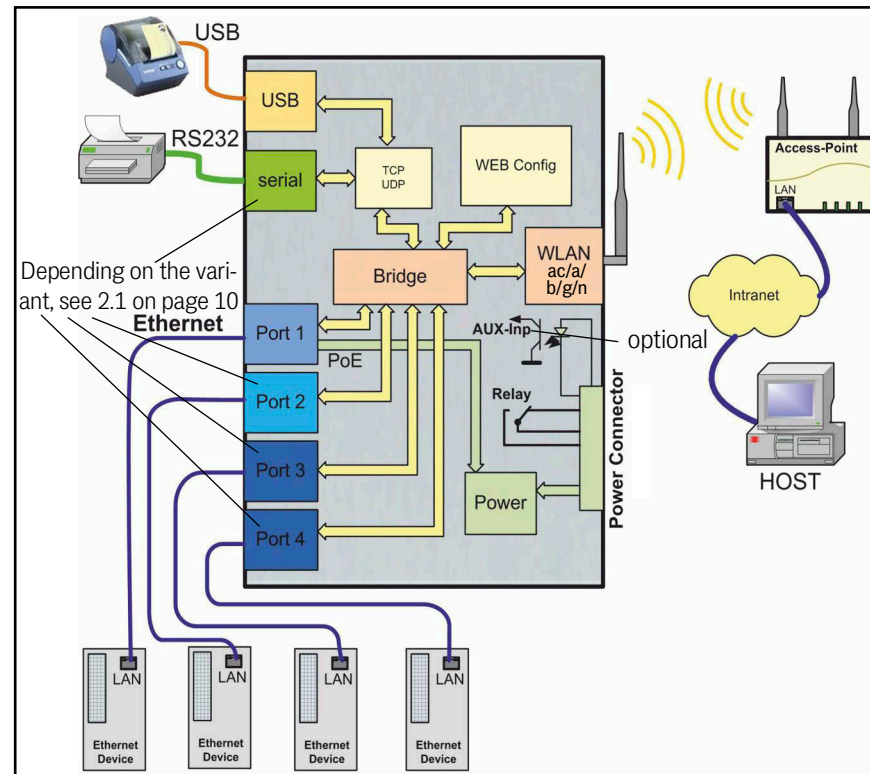 USB
USB
RS232
serial
TCP
UDP
WEB Config
Access-Point
LAN
Depending on the vari-
ant, see 2.1 on page 10
Bridge
WLAN
ac/a/
b/g/n
Intranet
Ethernet
Port 1
PoE
AUX-Inp
optional
Port 2
Relay
Port 3
Power
Power Connector
HOST
Port 4
LAN
LAN
LAN
LAN
Ethernet
Device
Ethernet
Device
Ethernet
Device
Ethernet
Device